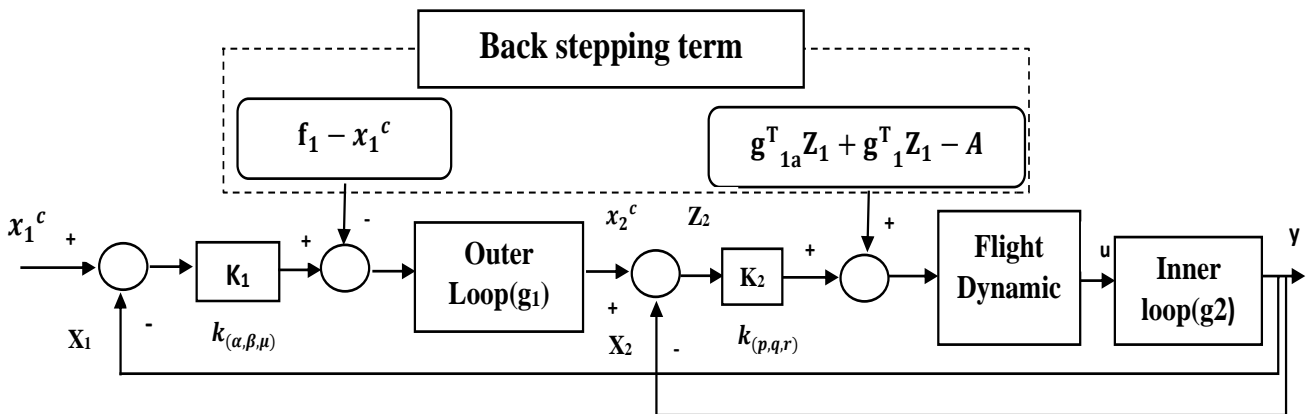 Back stepping term
f₁ − x₁ᶜ
gᵀ₁ₐZ₁ + gᵀ₁Z₁ − A
x₁ᶜ
+
-
X₁
K₁
k(α,β,μ)
+
-
Outer
Loop(g₁)
x₂ᶜ
+
-
X₂
Z₂
K₂
k(p,q,r)
+
+
Flight
Dynamic
u
Inner
loop(g2)
y